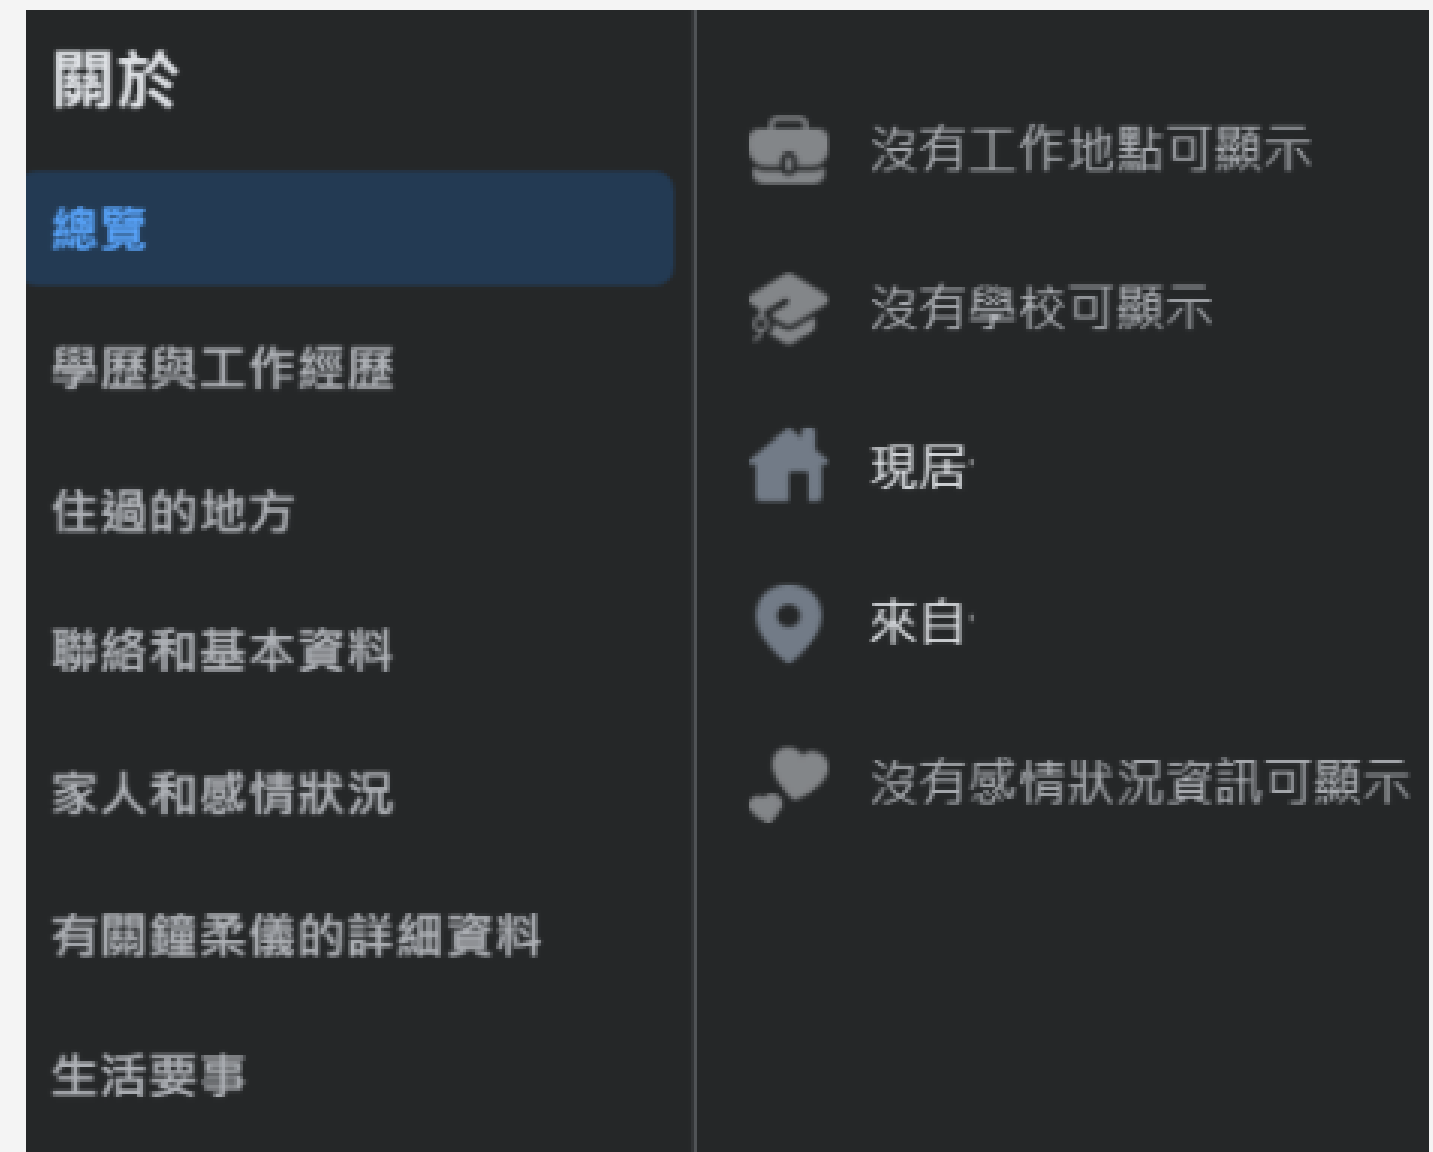 關於
總覽
學歷與工作經歷
住過的地方
聯絡和基本資料
家人和感情狀況
有關鐘柔儀的詳細資料
生活要事
沒有工作地點可顯示
沒有學校可顯示
現居
來自
沒有感情狀況資訊可顯示